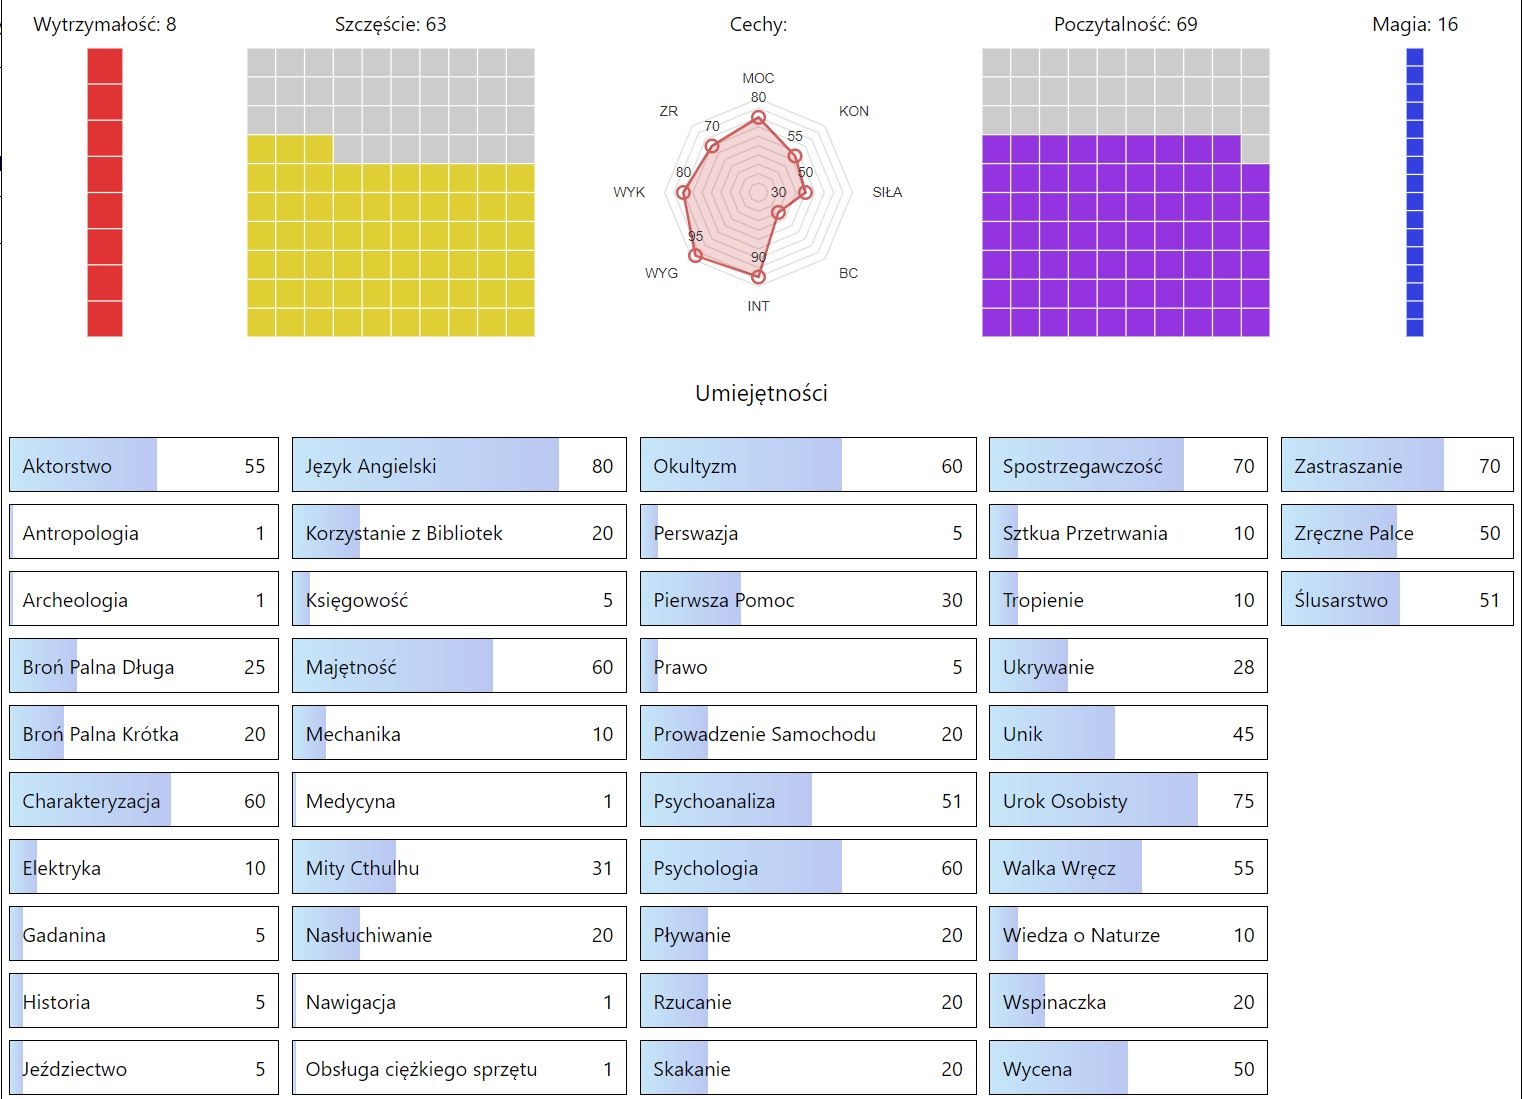 Wytrzymałość: 8
Szczęście: 63
Cechy:
Poczytalność: 69
Magia: 16
MOC
80
ZR
KON
70
55
WYK
80
50
SIŁA
30
95
90
WYG
BC
INT
Umiejętności
Aktorstwo 55
Język Angielski 80
Okultyzm 60
Spostrzegawczość 70
Zastraszanie 70
Antropologia 1
Korzystanie z Bibliotek 20
Perswazja 5
Sztkua Przetrwania 10
Zręczne Palce 50
Archeologia 1
Księgowość 5
Pierwsza Pomoc 30
Tropienie 10
Ślusarstwo 51
Broń Palna Długa 25
Majętność 60
Prawo 5
Ukrywanie 28
Broń Palna Krótka 20
Mechanika 10
Prowadzenie Samochodu 20
Unik 45
Charakteryzacja 60
Medycyna 1
Psychoanaliza 51
Urok Osobisty 75
Elektryka 10
Mity Cthulhu 31
Psychologia 60
Walka Wręcz 55
Gadanina 5
Nasłuchiwanie 20
Pływanie 20
Wiedza o Naturze 10
Historia 5
Nawigacja 1
Rzucanie 20
Wspinaczka 20
Jeździectwo 5
Obsługa ciężkiego sprzętu 1
Skakanie 20
Wycena 50